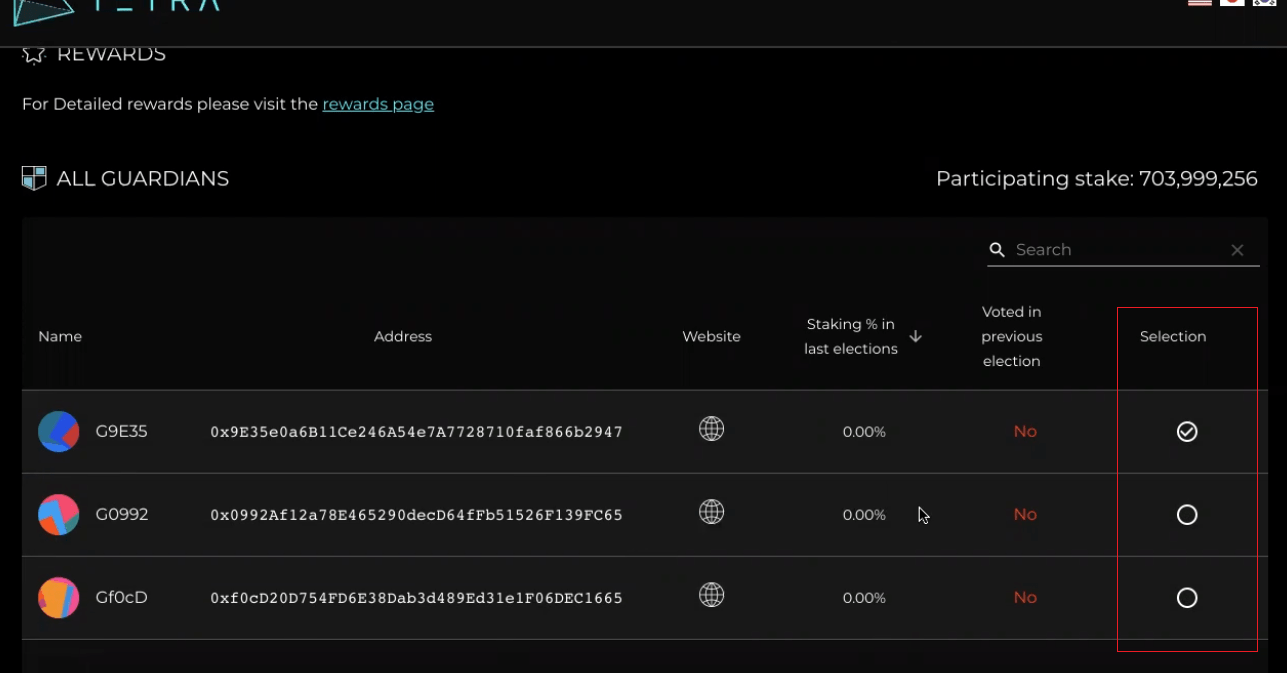 REWARDS
For Detailed rewards please visit the rewards page
ALL GUARDIANS
Participating stake: 703,999,256
Search
Name
Address
Website
Staking % in
last elections
Voted in
previous
election
Selection
G9E35
0x9E35e0a6B11Ce246A54e7A7728710faf866b2947
0.00%
No
G0992
0x0992Af12a78E465290decD64fFb51526F139FC65
0.00%
No
Gf0cD
0xf0cD20D754FD6E38Dab3d489Ed31e1F06DEC1665
0.00%
No